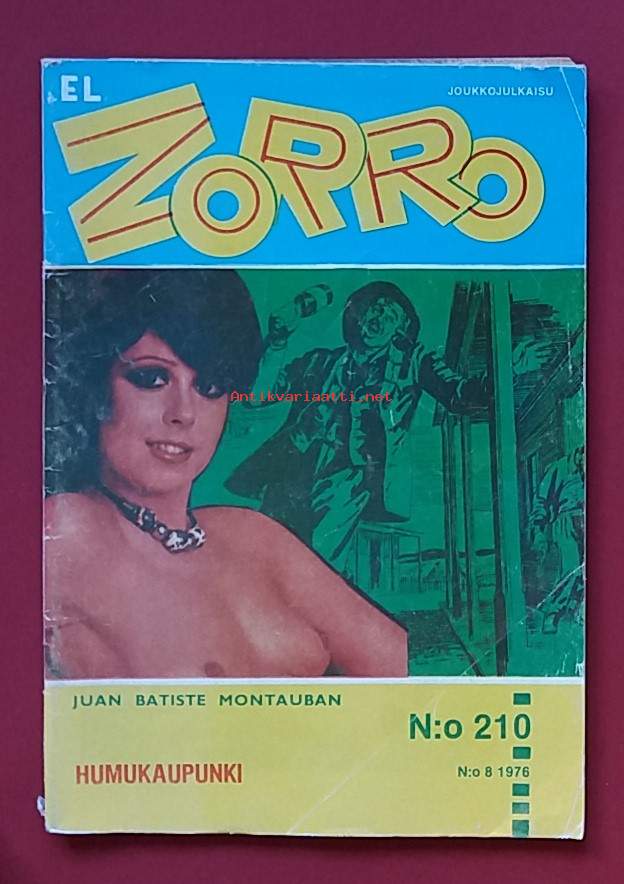 EL
JOUKKOJULKAISU
ZORRO
Antikvariaatti.net
JUAN BATISTE MONTAUBAN
N:o 210
HUMUKAUPUNKI
N:o 8 1976